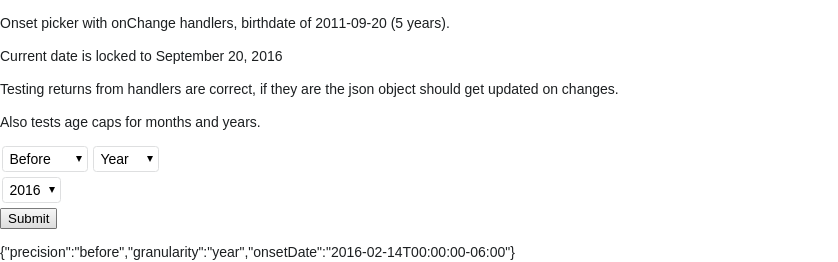 Onset picker with onChange handlers, birthdate of 2011-09-20 (5 years).
Current date is locked to September 20, 2016
Testing returns from handlers are correct, if they are the json object should get updated on changes.
Also tests age caps for months and years.
Before Year
2016
Submit
{"precision":"before","granularity":"year","onsetDate":"2016-02-14T00:00:00-06:00"}